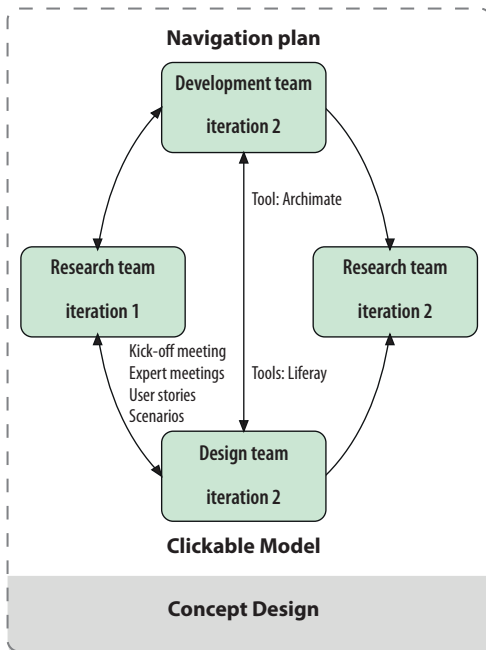 Navigation plan
Development team
iteration 2
Tool: Archimate
Research team
iteration 1
Research team
iteration 2
Kick-off meeting
Expert meetings
User stories
Scenarios
Tools: Liferay
Design team
iteration 2
Clickable Model
Concept Design